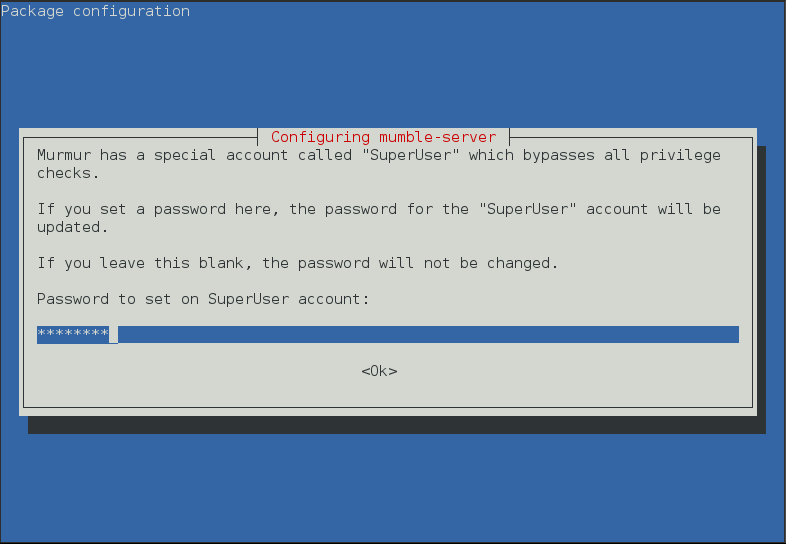 Package configuration
Configuring mumble-server
Murmur has a special account called "SuperUser" which bypasses all privilege
checks.
If you set a password here, the password for the "SuperUser" account will be
updated.
If you leave this blank, the password will not be changed.
Password to set on SuperUser account:
********
<Ok>